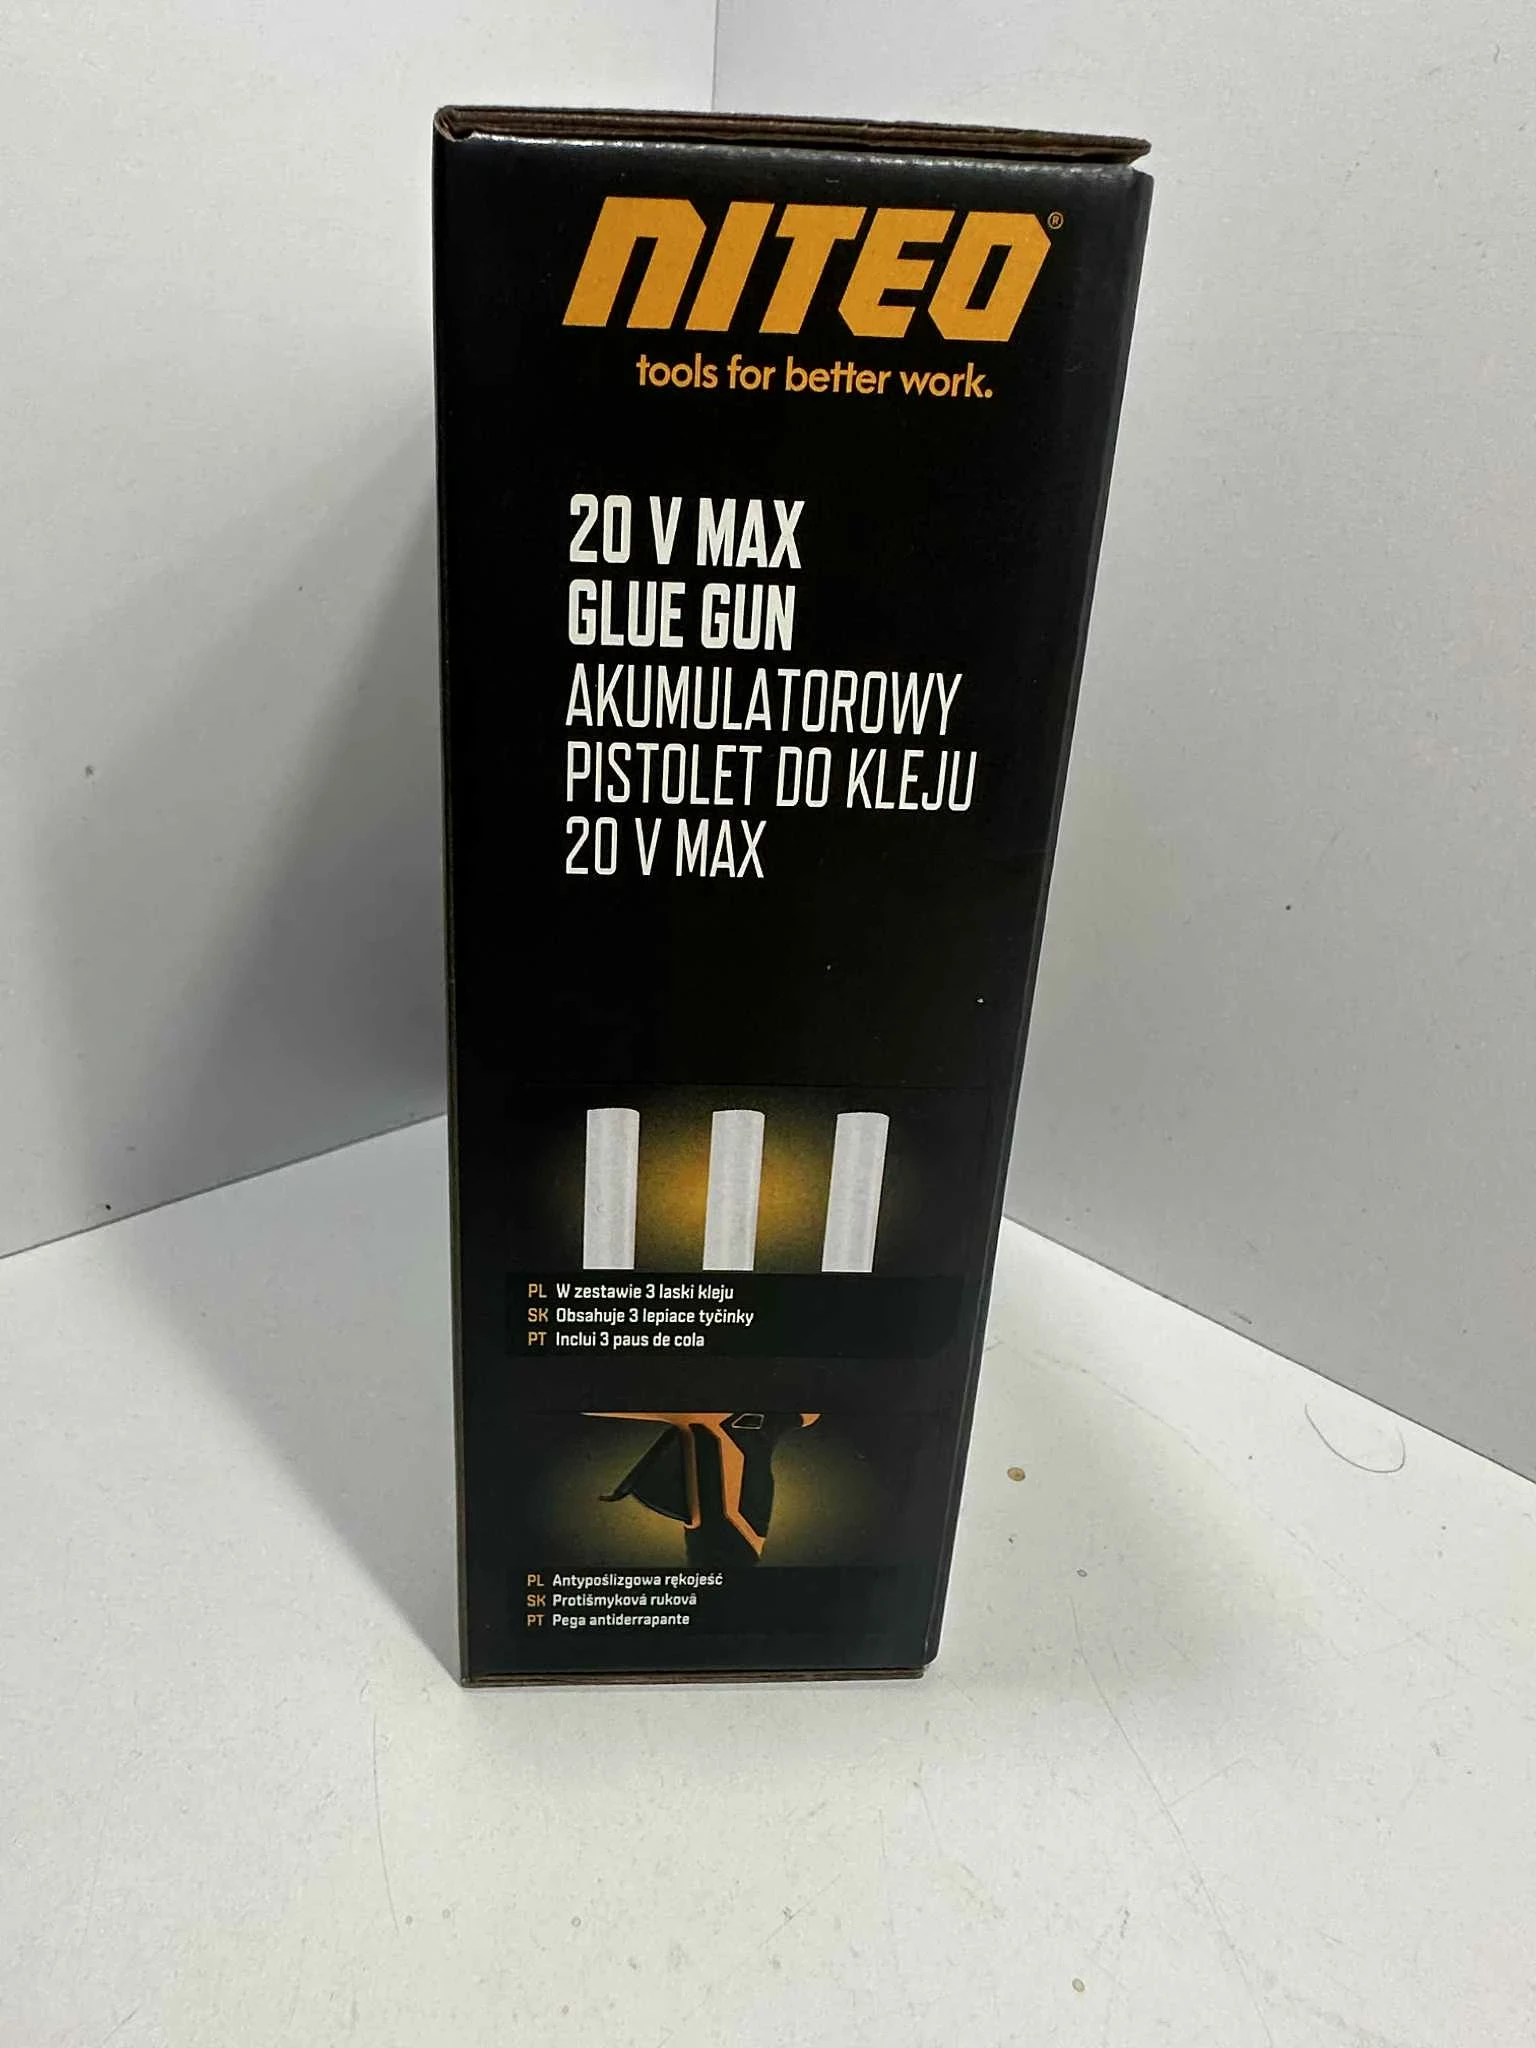 NITEO®
tools for better work.
20 V MAX
GLUE GUN
AKUMULATOROWY
PISTOLET DO KLEJU
20 V MAX
PL W zestawie 3 laski kleju
SK Obsahuje 3 lepiace tyčinky
PT Inclui 3 paus de cola
PL Antypoślizgowa rękojeść
SK Protišmyková rukovä
PT Pega antiderrapante